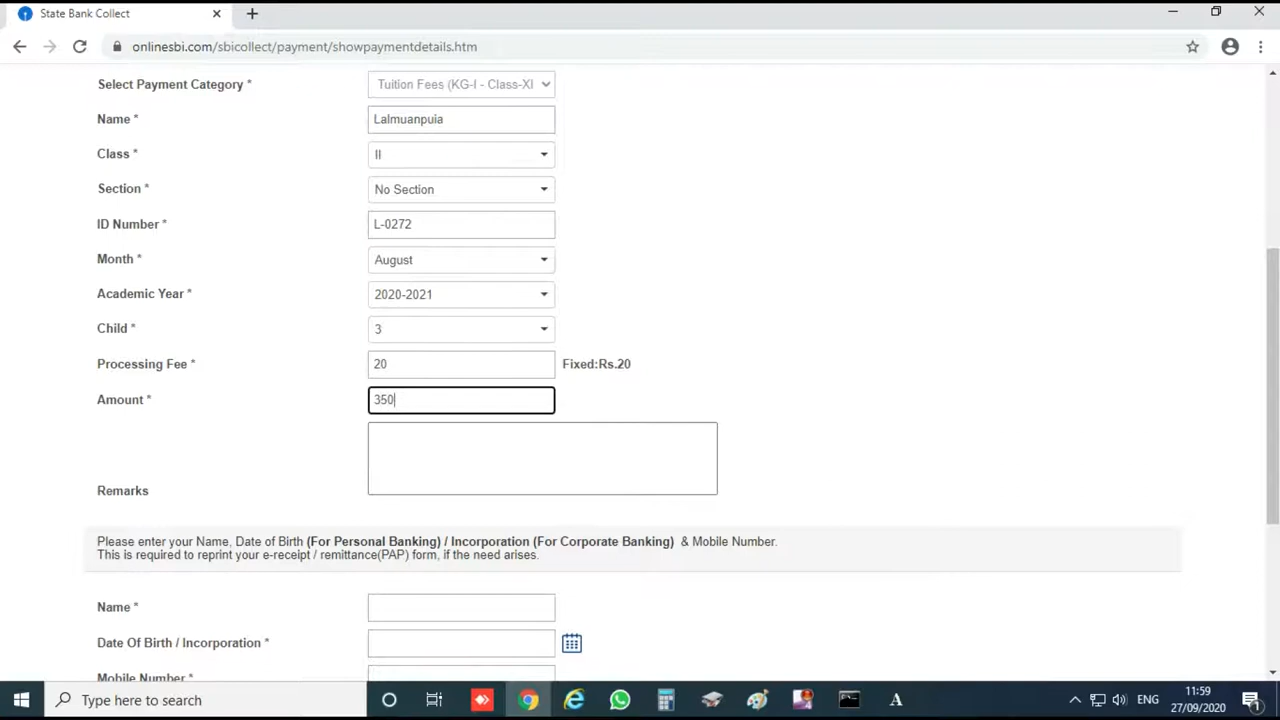 State Bank Collect
onlinesbi.com/sbicollect/payment/showpaymentdetails.htm
Select Payment Category * Tuition Fees (KG-I - Class-XI
Name * Lalmuanpuia
Class * II
Section * No Section
ID Number * L-0272
Month * August
Academic Year * 2020-2021
Child * 3
Processing Fee * 20 Fixed:Rs.20
Amount * 350
Remarks
Please enter your Name, Date of Birth (For Personal Banking) / Incorporation (For Corporate Banking) & Mobile Number.
This is required to reprint your e-receipt / remittance(PAP) form, if the need arises.
Name *
Date Of Birth / Incorporation *
Mobile Number *
Type here to search
ENG
11:59
27/09/2020
1